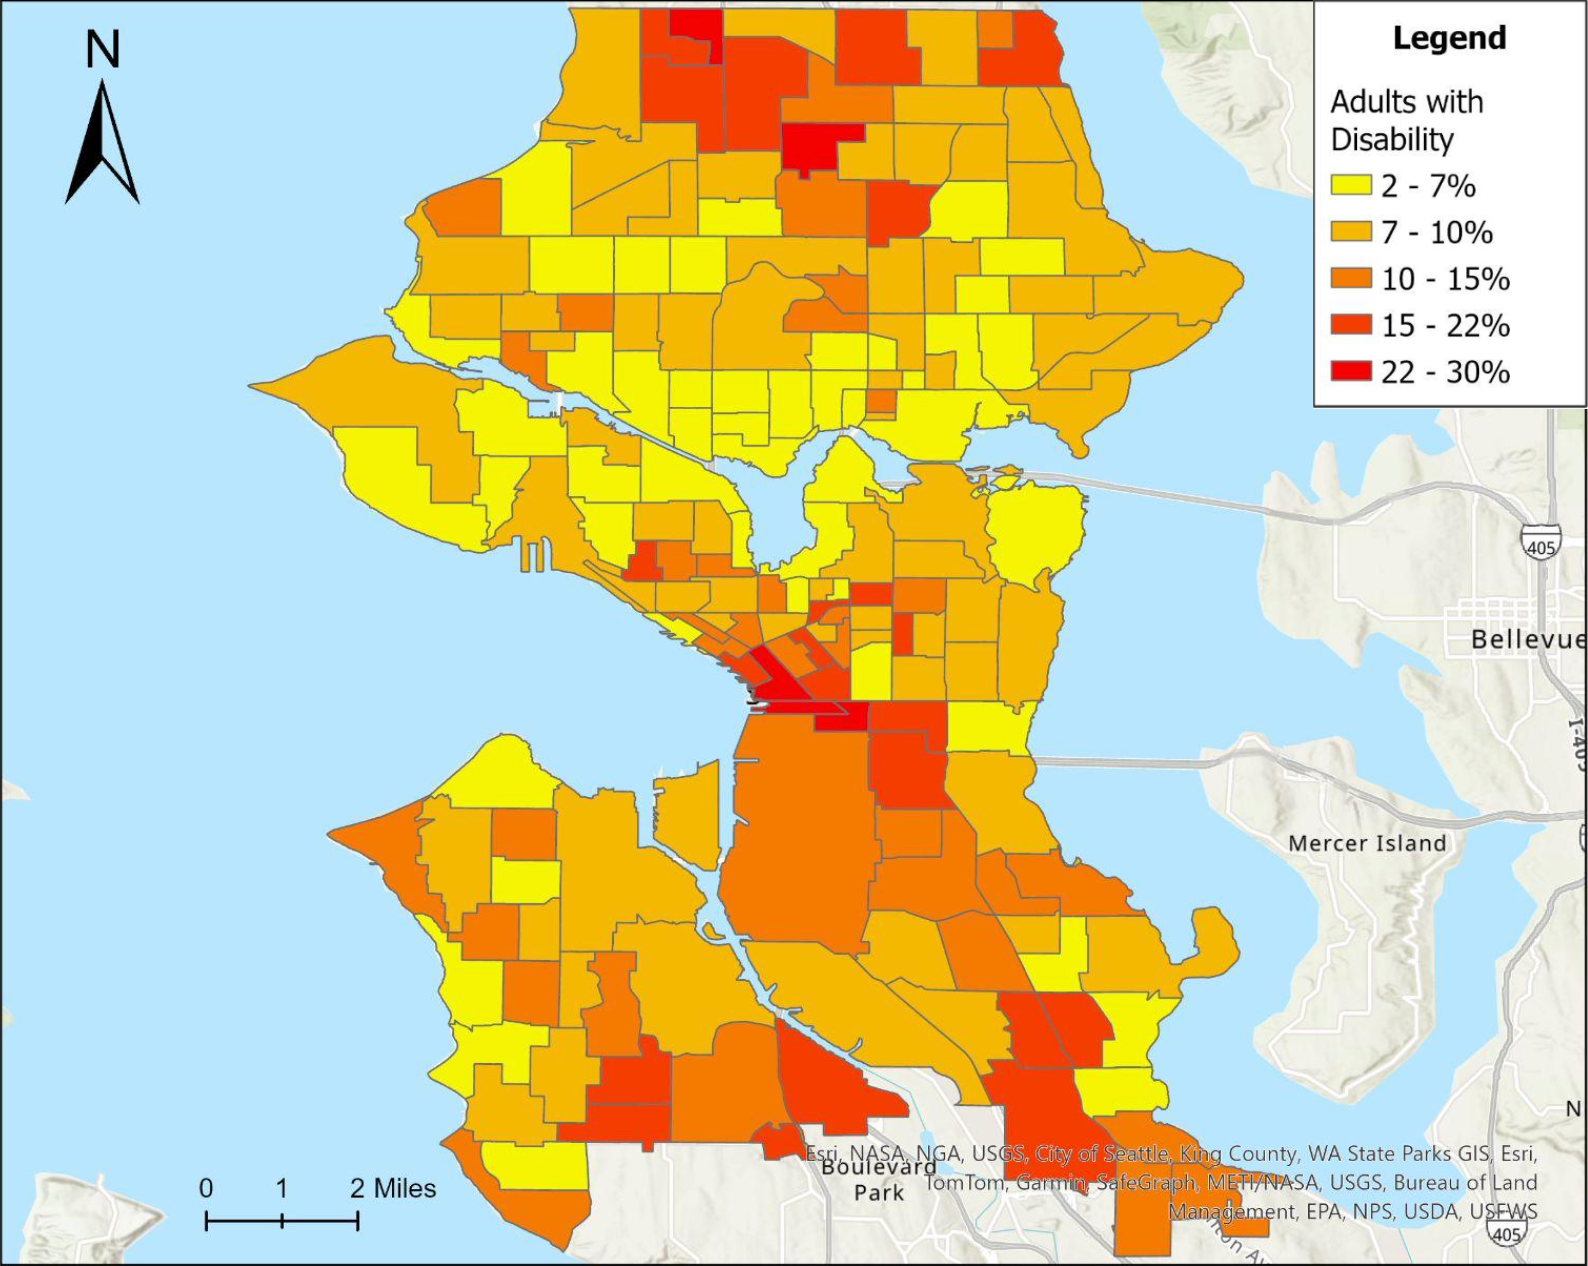 N
Legend
Adults with
Disability
2 - 7%
7 - 10%
10 - 15%
15 - 22%
22 - 30%
405
Bellevue
I-405
Mercer Island
N
Esri, NASA, NGA, USGS, City of Seattle, King County, WA State Parks GIS, Esri,
Boulevard
Park
TomTom, Garmin, SafeGraph, METI/NASA, USGS, Bureau of Land
Management, EPA, NPS, USDA, USFWS
0 1 2 Miles
405